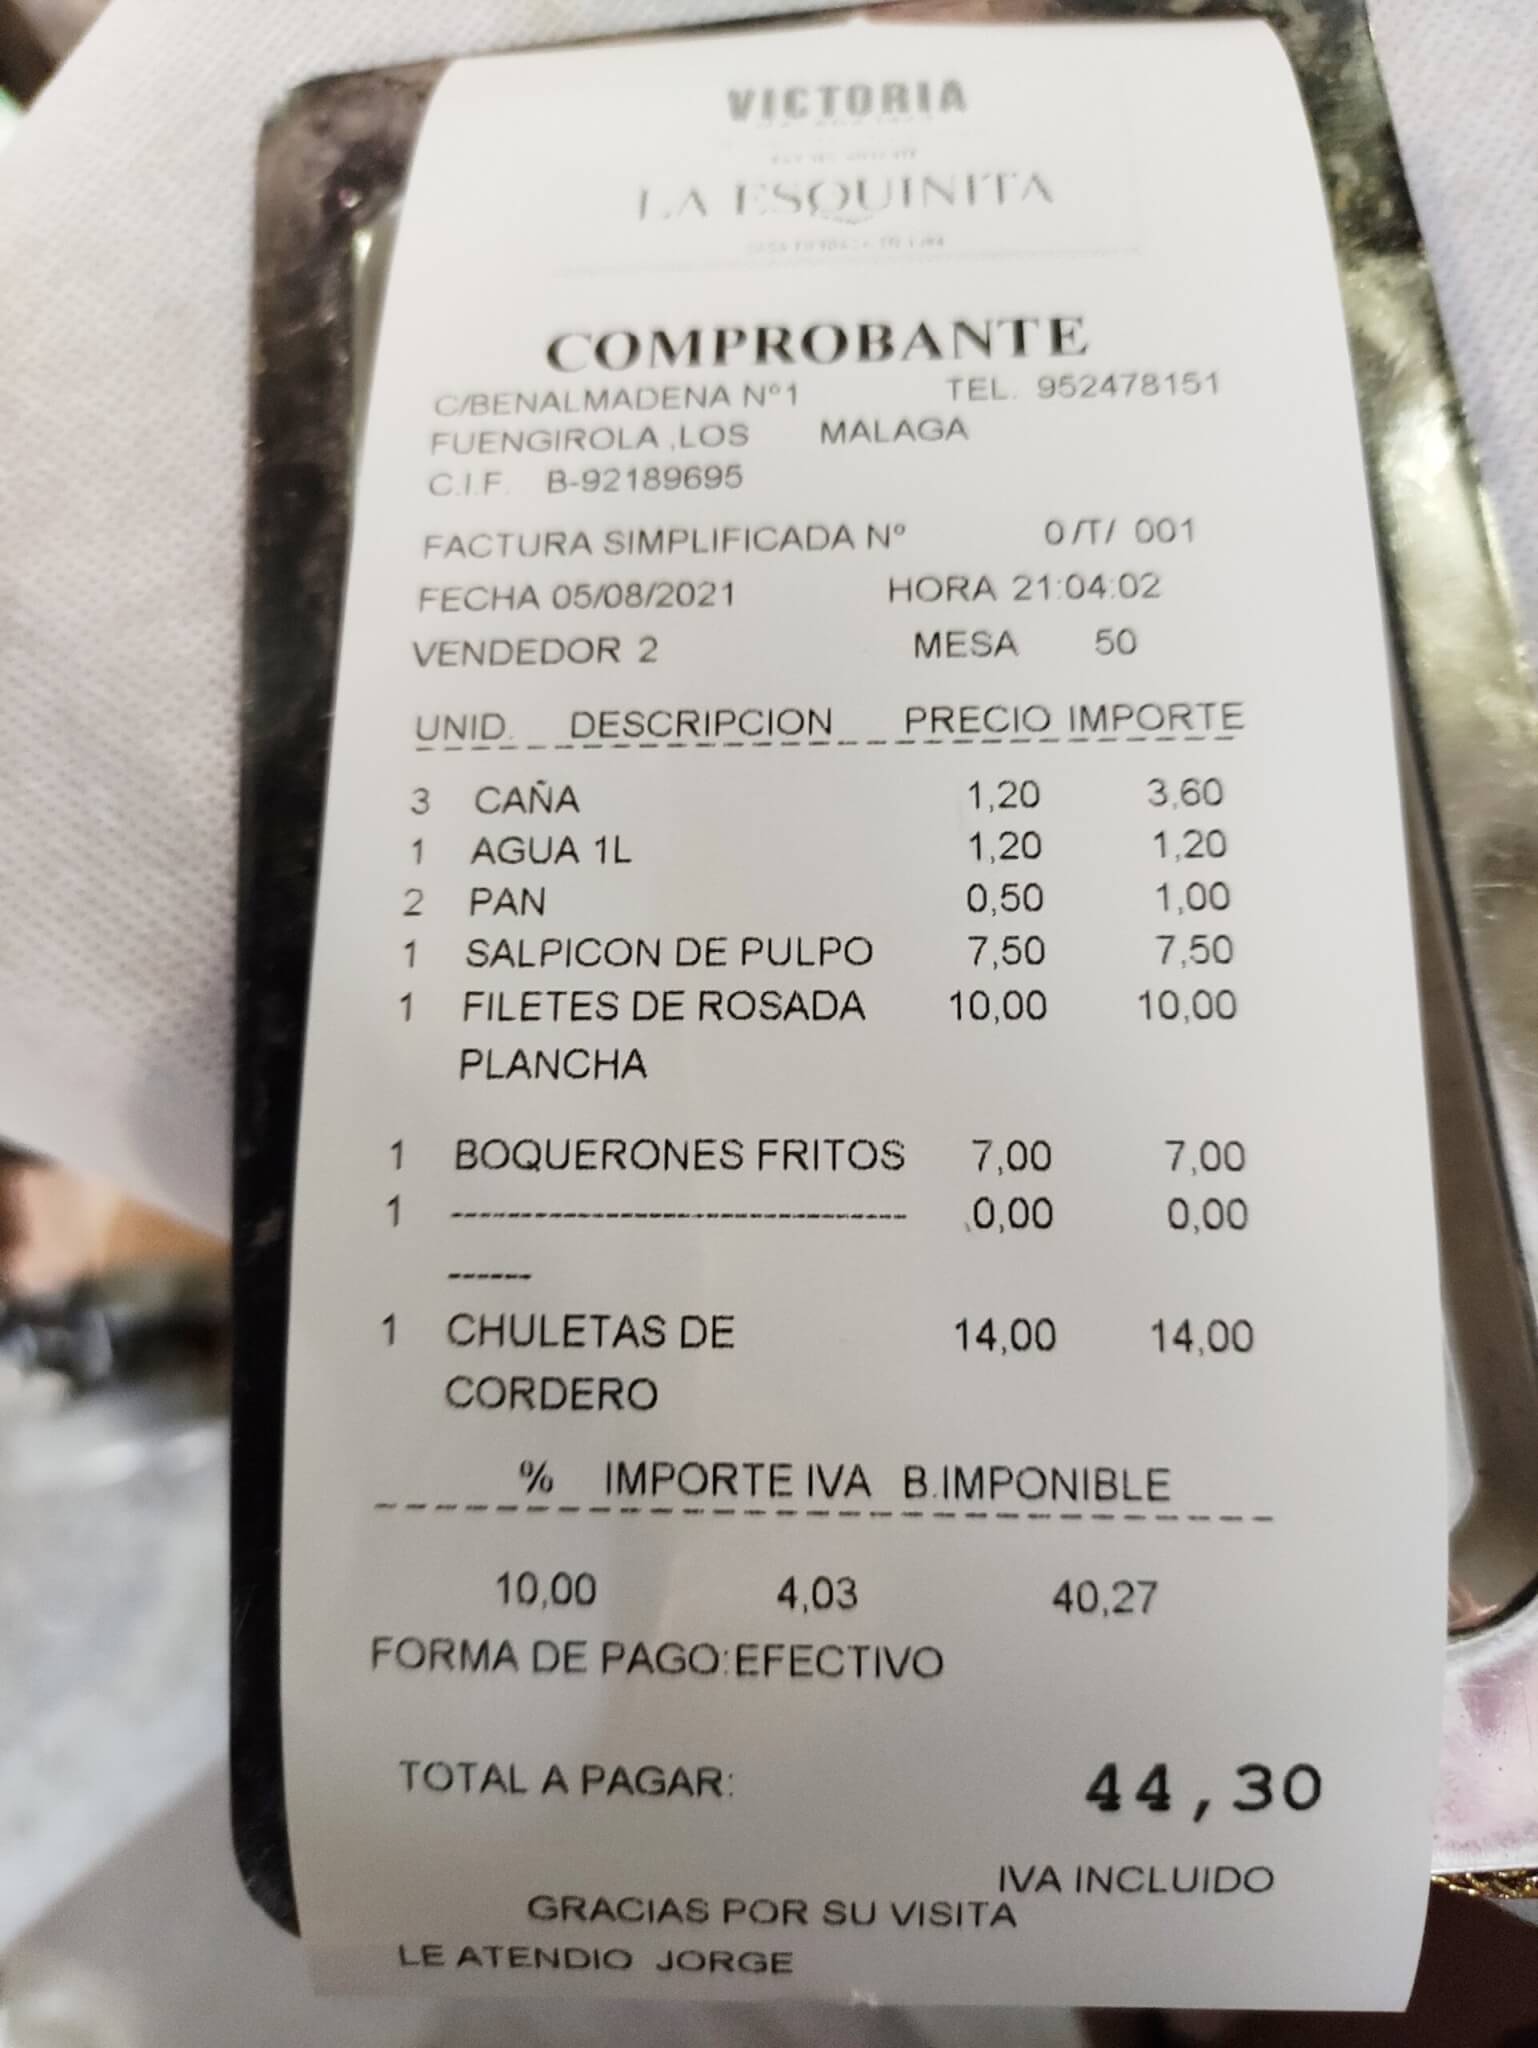 VICTORIA
LA ESQUINITA
COMPROBANTE
C/BENALMADENA Nº1 TEL. 952478151
FUENGIROLA ,LOS MALAGA
C.I.F. B-92189695
FACTURA SIMPLIFICADA Nº 0/T/ 001
FECHA 05/08/2021 HORA 21:04:02
VENDEDOR 2 MESA 50
UNID. DESCRIPCION PRECIO IMPORTE
3 CAÑA 1,20 3,60
1 AGUA 1L 1,20 1,20
2 PAN 0,50 1,00
1 SALPICON DE PULPO 7,50 7,50
1 FILETES DE ROSADA 10,00 10,00
PLANCHA
1 BOQUERONES FRITOS 7,00 7,00
1 -------------------------------- 0,00 0,00
------
1 CHULETAS DE 14,00 14,00
CORDERO
% IMPORTE IVA B.IMPONIBLE
10,00 4,03 40,27
FORMA DE PAGO:EFECTIVO
TOTAL A PAGAR: 44,30
IVA INCLUIDO
GRACIAS POR SU VISITA
LE ATENDIO JORGE